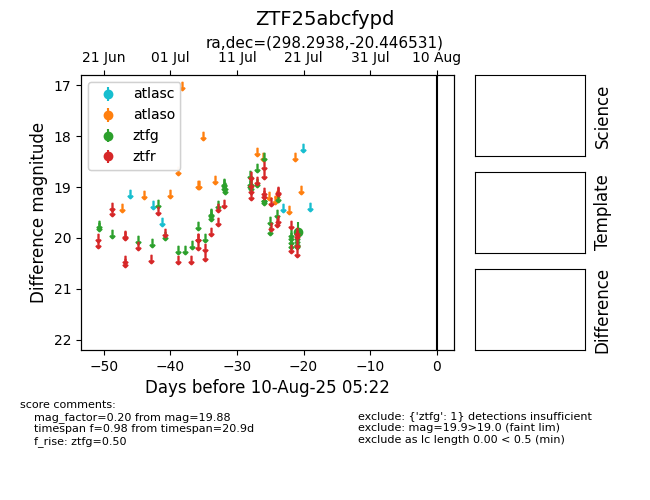 ZTF25abcfypd
ra,dec=(298.2938,-20.446531)
21 Jun 01 Jul 11 Jul 21 Jul 31 Jul 10 Aug
atlasc
atlaso
ztfg
ztfr
Difference magnitude
17
18
19
20
21
22
−50 −40 −30 −20 −10 0
Days before 10-Aug-25 05:22
Science
Template
Difference
score comments:
mag_factor=0.20 from mag=19.88
timespan f=0.98 from timespan=20.9d
f_rise: ztfg=0.50
exclude: {'ztfg': 1} detections insufficient
exclude: mag=19.9>19.0 (faint lim)
exclude as lc length 0.00 < 0.5 (min)